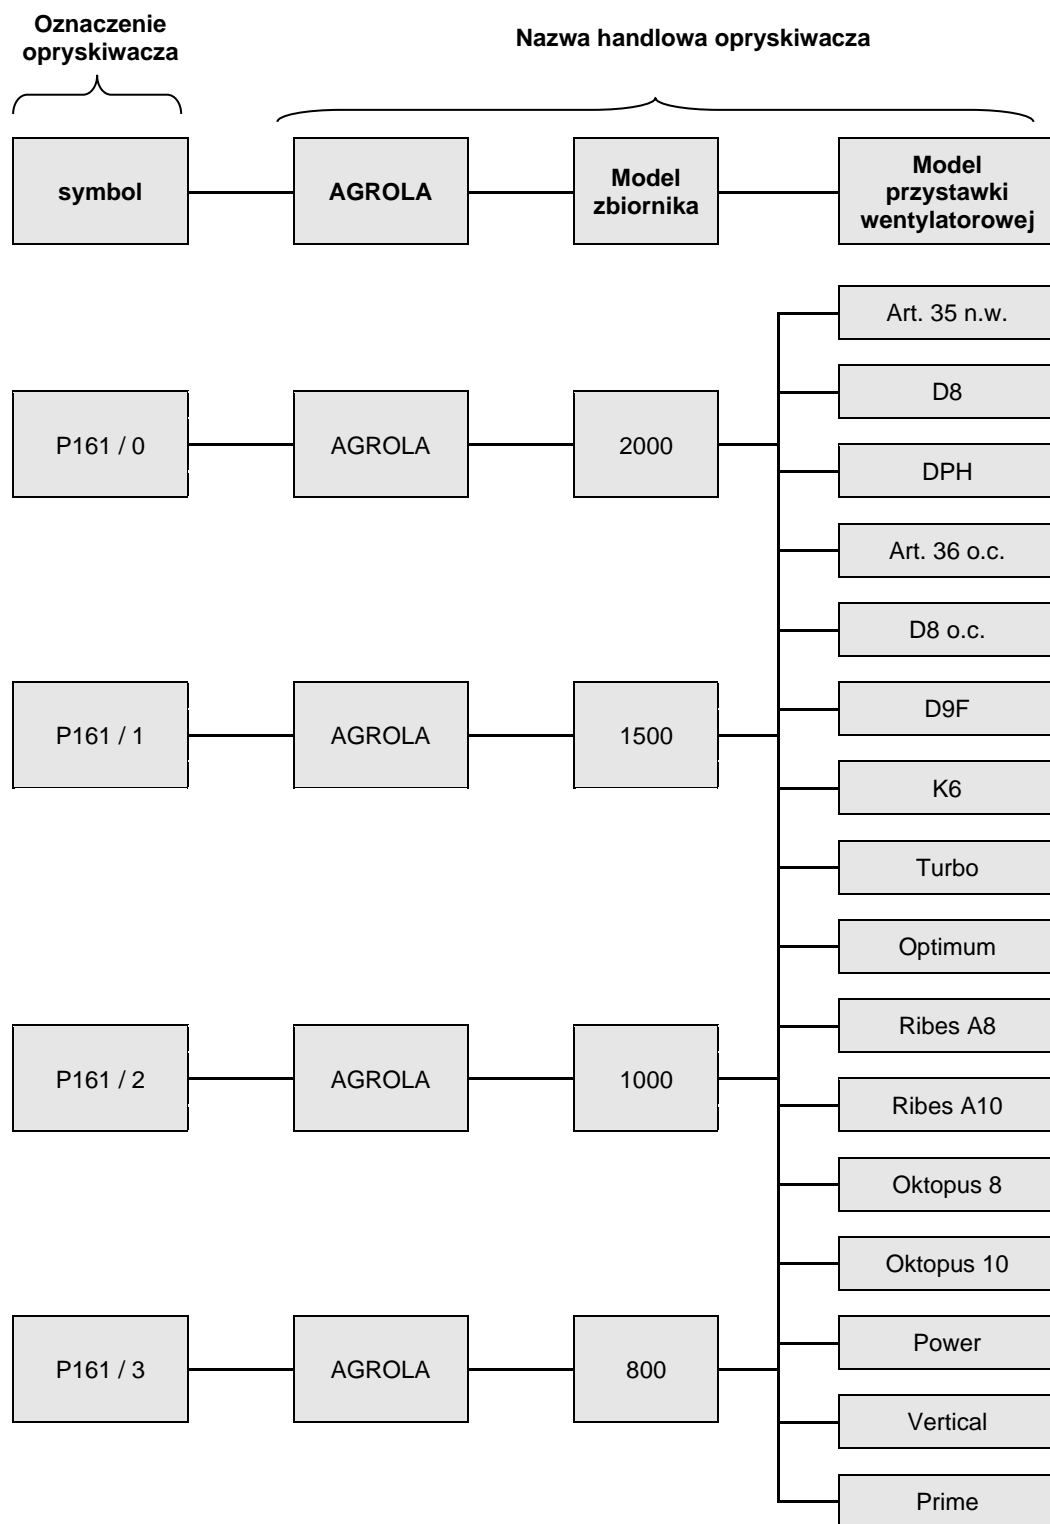 Oznaczenie
opryskiwacza
Nazwa handlowa opryskiwacza
symbol
AGROLA
Model
zbiornika
Model
przystawki
wentylatorowej
Art. 35 n.w.
D8
P161 / 0
AGROLA
2000
DPH
Art. 36 o.c.
D8 o.c.
D9F
P161 / 1
AGROLA
1500
K6
Turbo
Optimum
Ribes A8
P161 / 2
AGROLA
1000
Ribes A10
Oktopus 8
Oktopus 10
Power
P161 / 3
AGROLA
800
Vertical
Prime